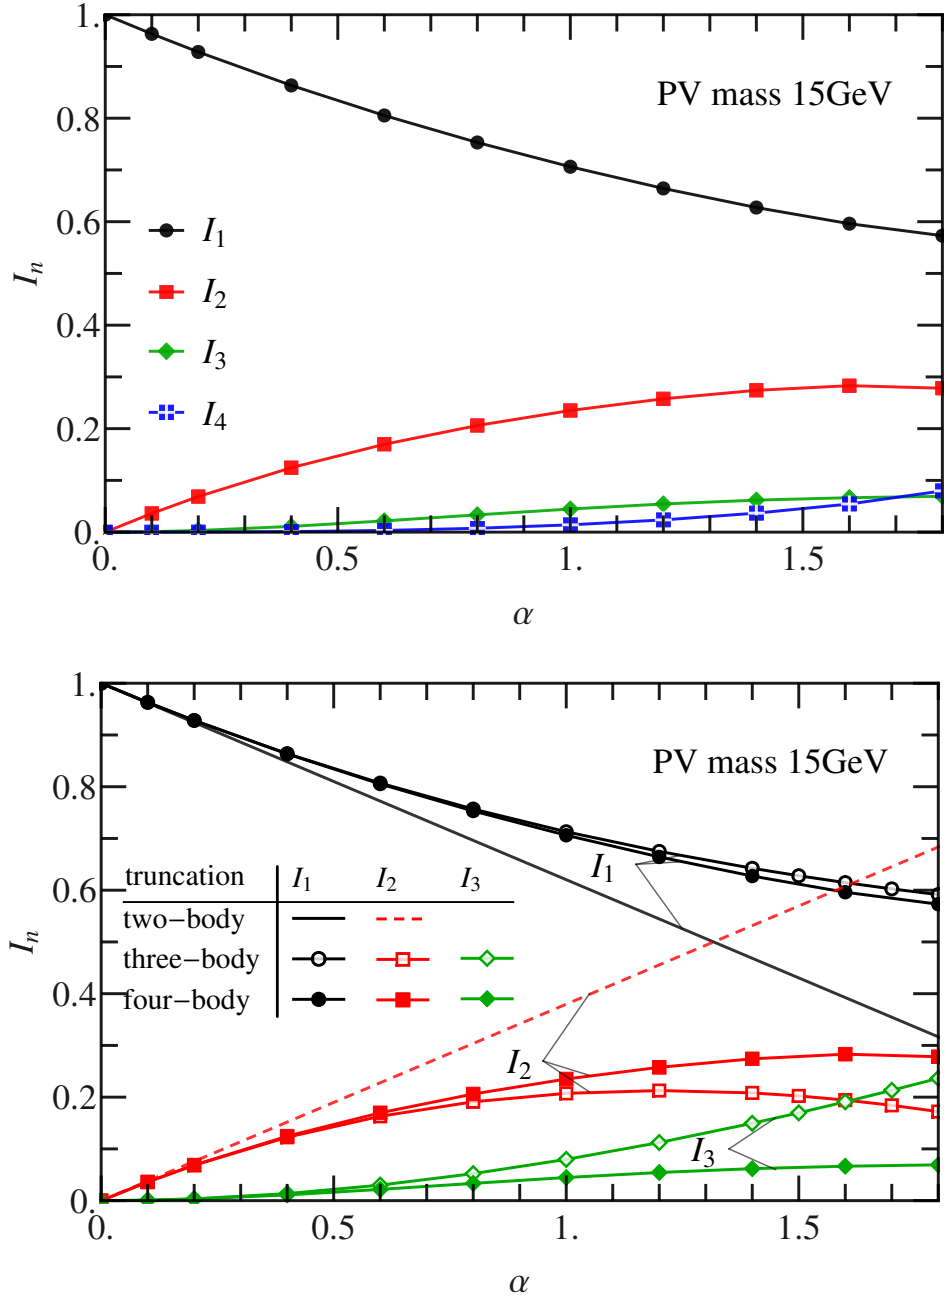 1.
PV mass 15GeV
0.8
0.6
I₁
Iₙ
I₂
0.4
I₃
I₄
0.2
0.
0. 0.5 1. 1.5
α
1.
PV mass 15GeV
0.8
truncation I₁ I₂ I₃
I₁
0.6
two−body
Iₙ
three−body
0.4
four−body
I₂
0.2
I₃
0.
0. 0.5 1. 1.5
α